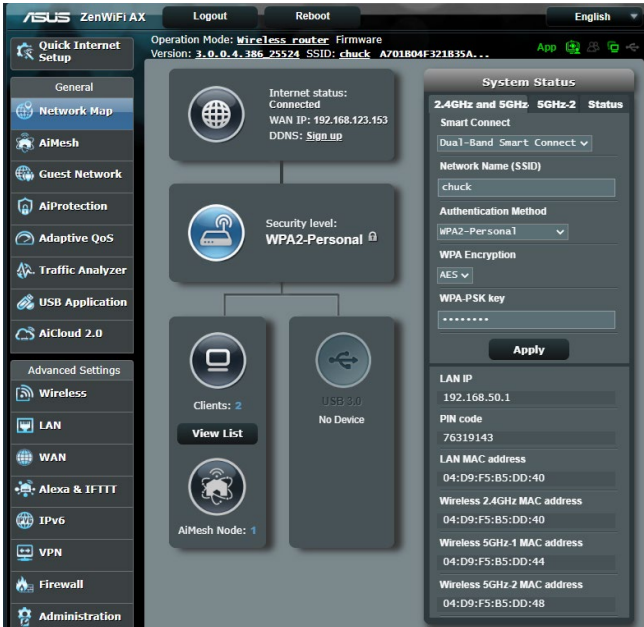 ASUS ZenWiFi AX
Logout
Reboot
English
Quick Internet
Setup
Operation Mode: Wireless router Firmware
Version: 3.0.0.4.386_25524 SSID: chuck A701B04F321B35A...
App
General
Network Map
AiMesh
Guest Network
AiProtection
Adaptive QoS
Traffic Analyzer
USB Application
AiCloud 2.0
Advanced Settings
Wireless
LAN
WAN
Alexa & IFTTT
IPv6
VPN
Firewall
Administration
Internet status:
Connected
WAN IP: 192.168.123.153
DDNS: Sign up
Security level:
WPA2-Personal
Clients: 2
View List
AiMesh Node: 1
USB 3.0
No Device
System Status
2.4GHz and 5GHz- 5GHz-2 Status
Smart Connect
Dual-Band Smart Connect
Network Name (SSID)
chuck
Authentication Method
WPA2-Personal
WPA Encryption
AES
WPA-PSK key
········
Apply
LAN IP
192.168.50.1
PIN code
76319143
LAN MAC address
04:D9:F5:B5:DD:40
Wireless 2.4GHz MAC address
04:D9:F5:B5:DD:40
Wireless 5GHz-1 MAC address
04:D9:F5:B5:DD:44
Wireless 5GHz-2 MAC address
04:D9:F5:B5:DD:48